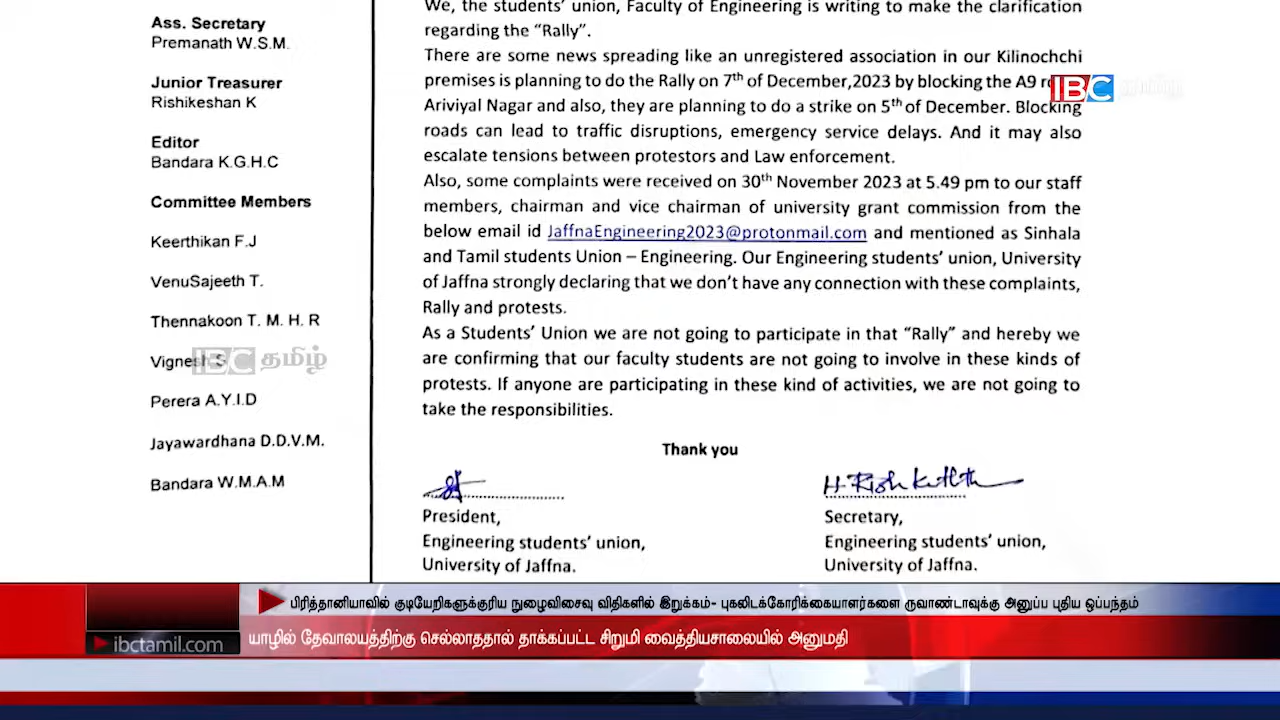 Ass. Secretary
Premanath W.S.M.
Junior Treasurer
Rishikeshan K
Editor
Bandara K.G.H.C
Committee Members
Keerthikan F.J
VenuSajeeth T.
Thennakoon T. M. H. R
Vignesh S
Perera A.Y.I.D
Jayawardhana D.D.V.M.
Bandara W.M.A.M
We, the students' union, Faculty of Engineering is writing to make the clarification
regarding the “Rally”.
There are some news spreading like an unregistered association in our Kilinochchi
premises is planning to do the Rally on 7th of December,2023 by blocking the A9
Ariviyal Nagar and also, they are planning to do a strike on 5th of December. Blocking
roads can lead to traffic disruptions, emergency service delays. And it may also
escalate tensions between protestors and Law enforcement.
Also, some complaints were received on 30th November 2023 at 5.49 pm to our staff
members, chairman and vice chairman of university grant commission from the
below email id JaffnaEngineering2023@protonmail.com and mentioned as Sinhala
and Tamil students Union – Engineering. Our Engineering students' union, University
of Jaffna strongly declaring that we don't have any connection with these complaints,
Rally and protests.
As a Students' Union we are not going to participate in that “Rally” and hereby we
are confirming that our faculty students are not going to involve in these kinds of
protests. If anyone are participating in these kind of activities, we are not going to
take the responsibilities.
Thank you
President,
Engineering students' union,
University of Jaffna.
Secretary,
Engineering students' union,
University of Jaffna.
IBC தமிழ்
IBC தமிழ்
பிரித்தானியாவில் குடியேறிகளுக்குரிய நுழைவிசைவு விதிகளில் இறுக்கம்- புகலிடக்கோரிக்கையாளர்களை ருவாண்டாவுக்கு அனுப்ப புதிய ஒப்பந்தம்
ibctamil.com
யாழில் தேவாலயத்திற்கு செல்லாததால் தாக்கப்பட்ட சிறுமி வைத்தியசாலையில் அனுமதி